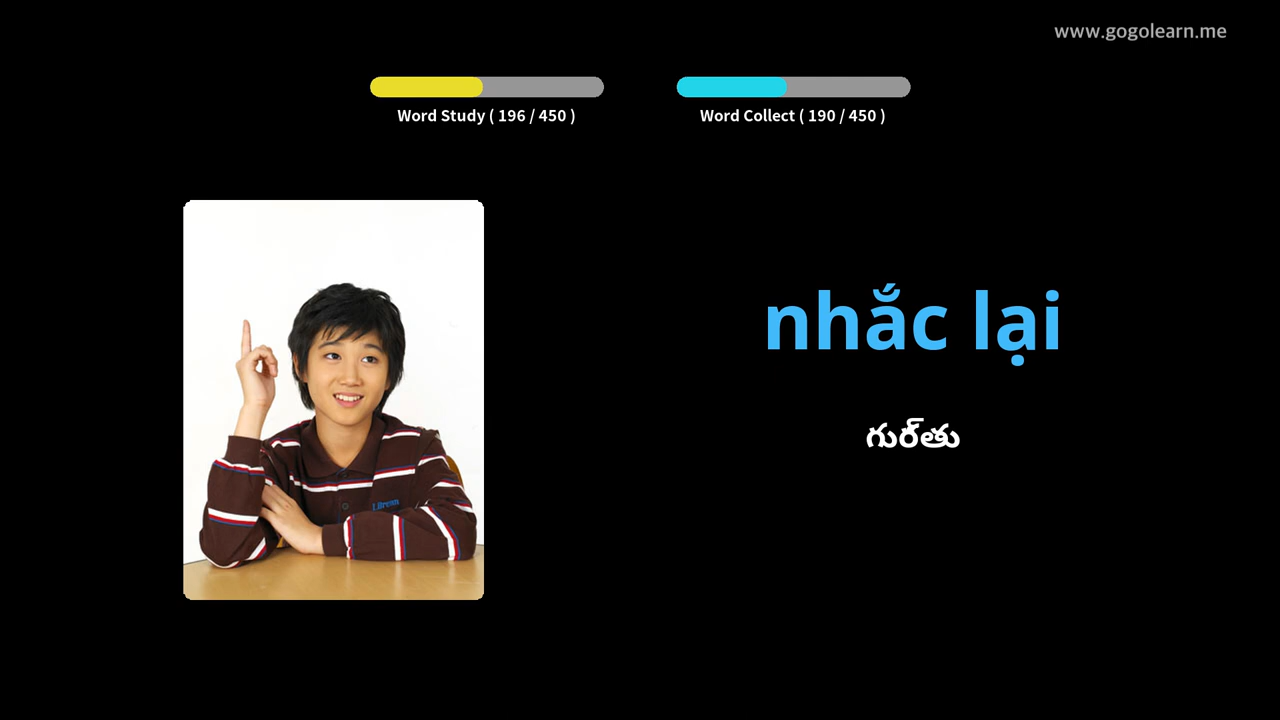 www.gogolearn.me
Word Study ( 196 / 450 )
Word Collect ( 190 / 450 )
nhắc lại
గుర్​తు